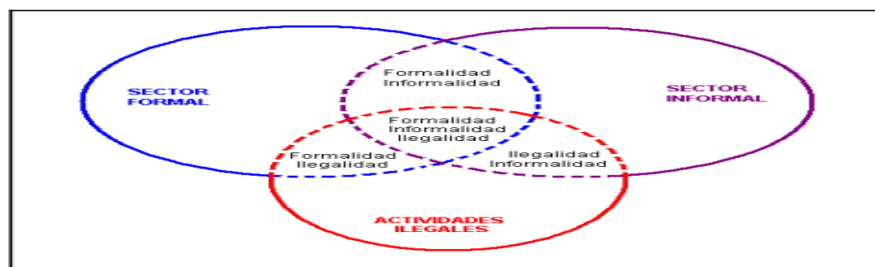 Formalidad
Informalidad
SECTOR
FORMAL
SECTOR
INFORMAL
Formalidad
Informalidad
Ilegalidad
Formalidad
Ilegalidad
Ilegalidad
Informalidad
ACTIVIDADES
ILEGALES